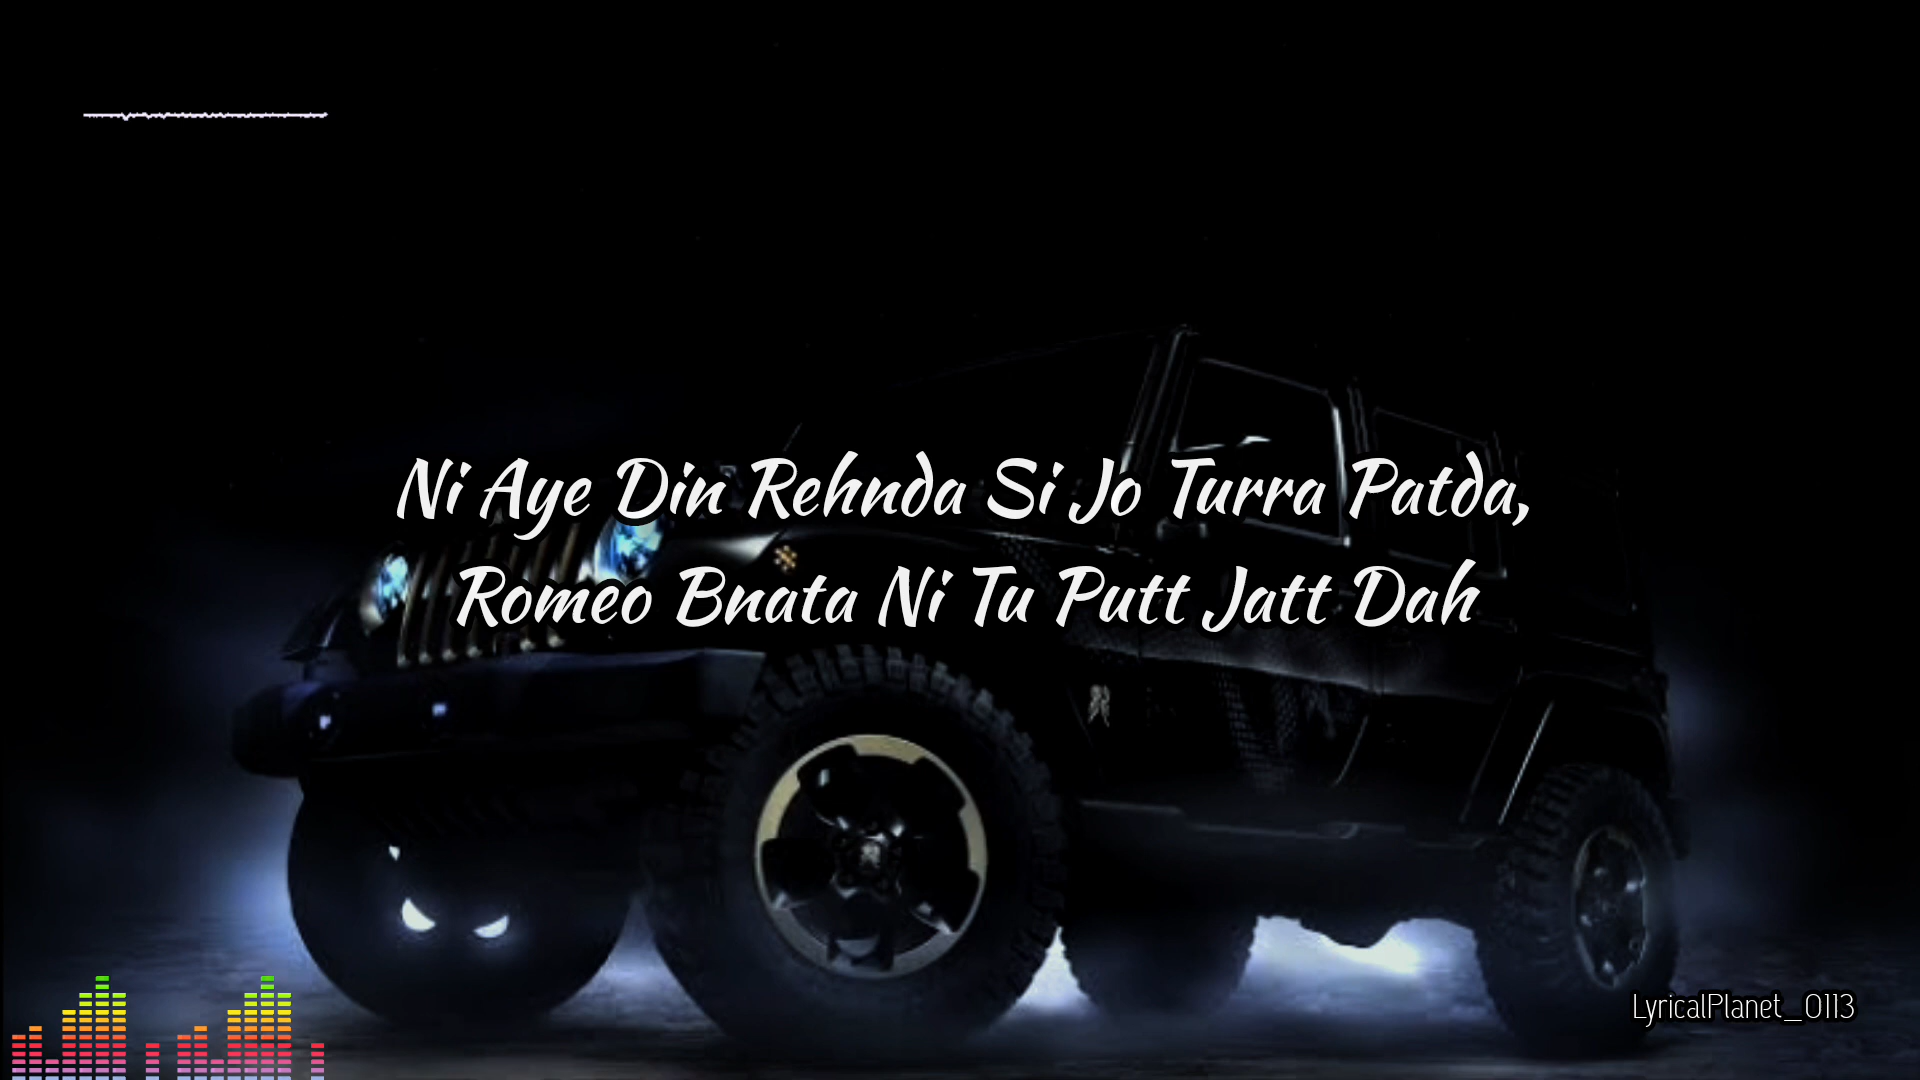 Ni Aye Din Rehnda Si Jo Turra Patda,
Romeo Bnata Ni Tu Putt Jatt Dah
LyricalPlanet_0113